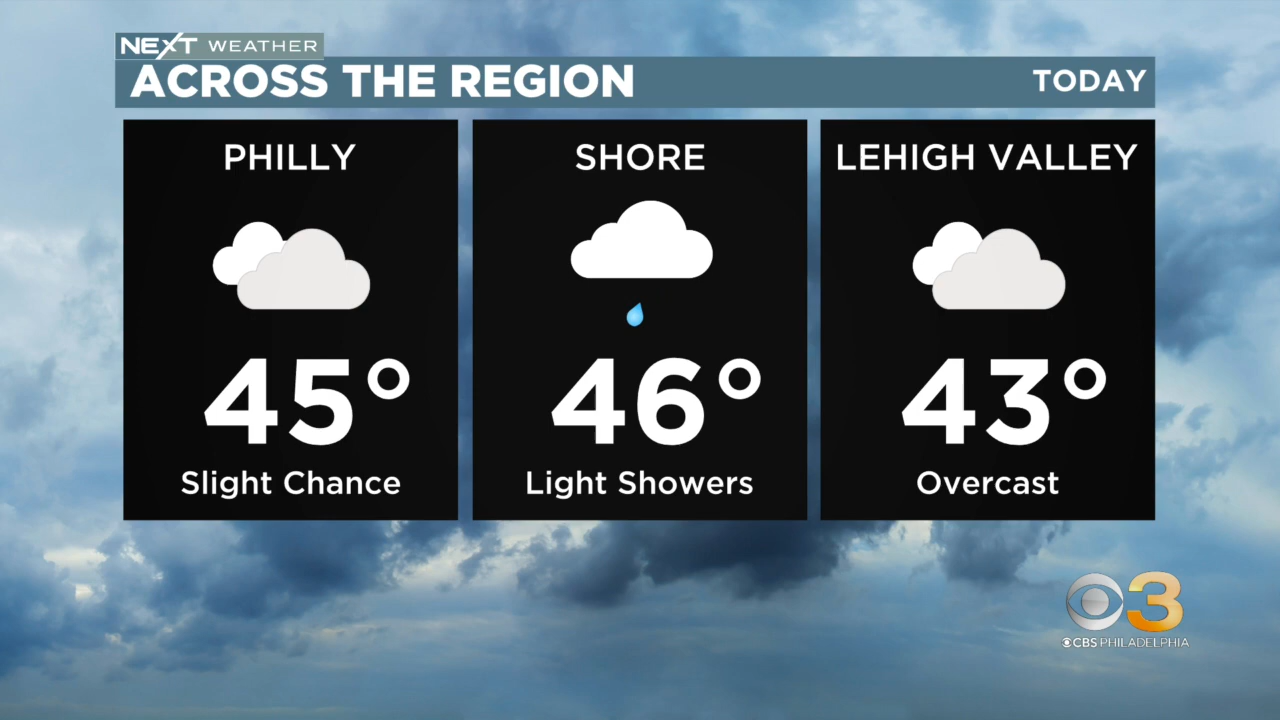 NEXT WEATHER
ACROSS THE REGION
TODAY
PHILLY
45°
Slight Chance
SHORE
46°
Light Showers
LEHIGH VALLEY
43°
Overcast
3
CBS PHILADELPHIA